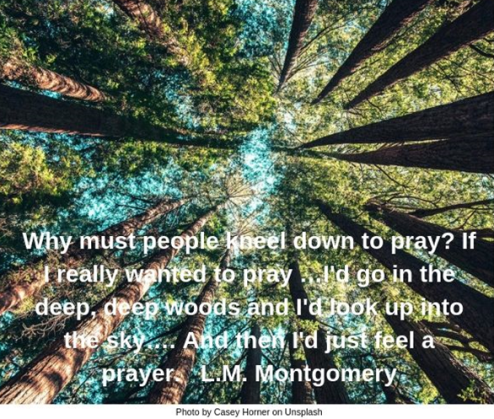 Why must people kneel down to pray? If
I really wanted to pray ...I'd go in the
deep, deep woods and I'd look up into
the sky.... And then I'd just feel a
prayer.   L.M. Montgomery
Photo by Casey Horner on Unsplash